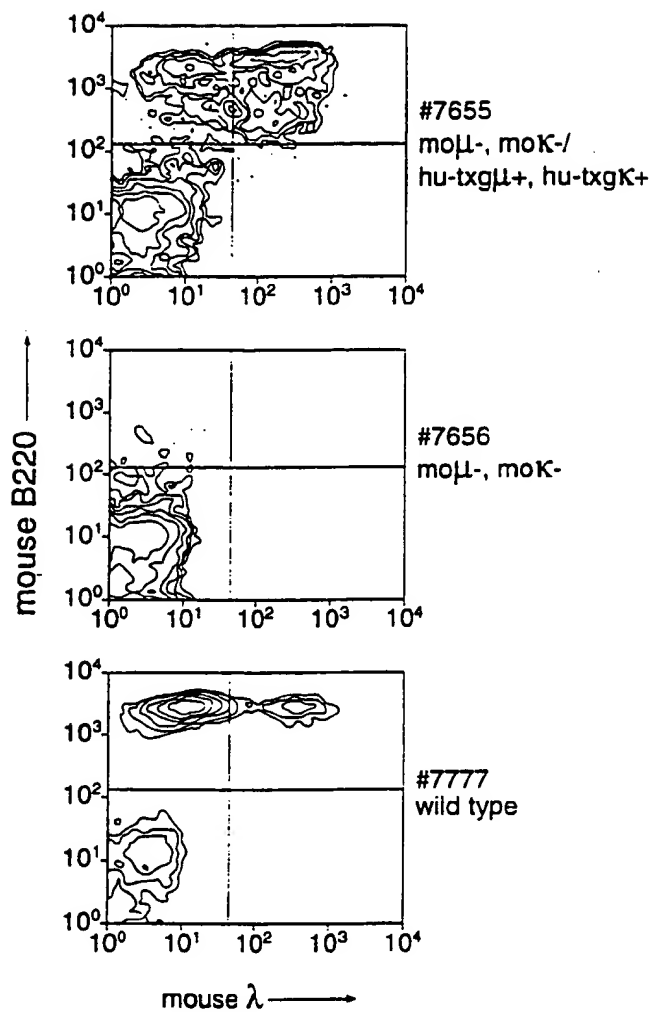 10⁴
10³
10²
10¹
10⁰
10⁰ 10¹ 10² 10³ 10⁴
#7655
moμ-, moκ-/
hu-txgμ+, hu-txgκ+
10⁴
10³
10²
10¹
10⁰
10⁰ 10¹ 10² 10³ 10⁴
#7656
moμ-, moκ-
mouse B220
10⁴
10³
10²
10¹
10⁰
10⁰ 10¹ 10² 10³ 10⁴
#7777
wild type
mouse λ